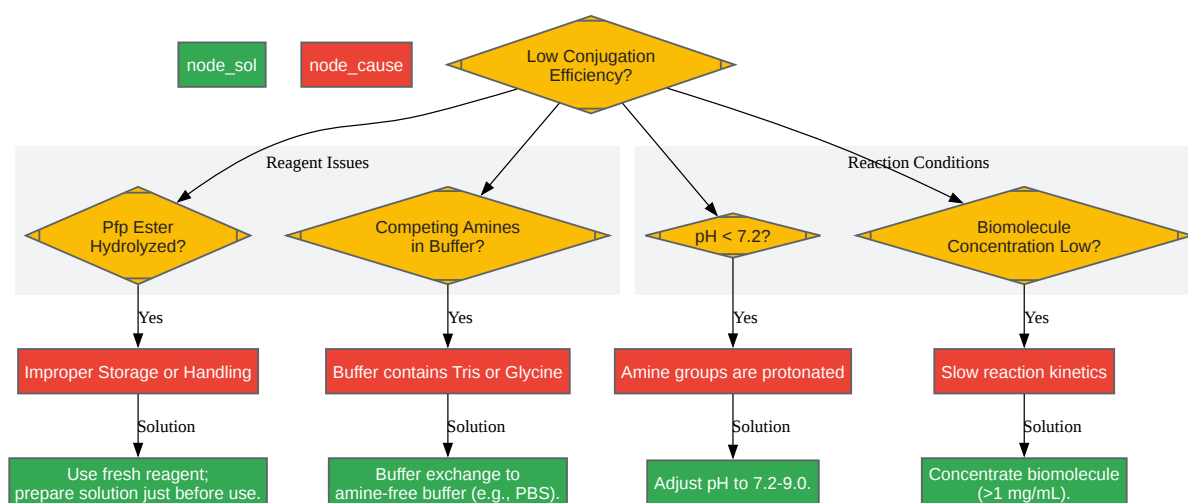 node_sol
node_cause
Low Conjugation
Efficiency?
Reagent Issues
Reaction Conditions
Pfp Ester
Hydrolyzed?
Competing Amines
in Buffer?
pH < 7.2?
Biomolecule
Concentration Low?
Yes
Yes
Yes
Yes
Improper Storage or Handling
Buffer contains Tris or Glycine
Amine groups are protonated
Slow reaction kinetics
Solution
Solution
Solution
Solution
Use fresh reagent;
prepare solution just before use.
Buffer exchange to
amine-free buffer (e.g., PBS).
Adjust pH to 7.2-9.0.
Concentrate biomolecule
(>1 mg/mL).